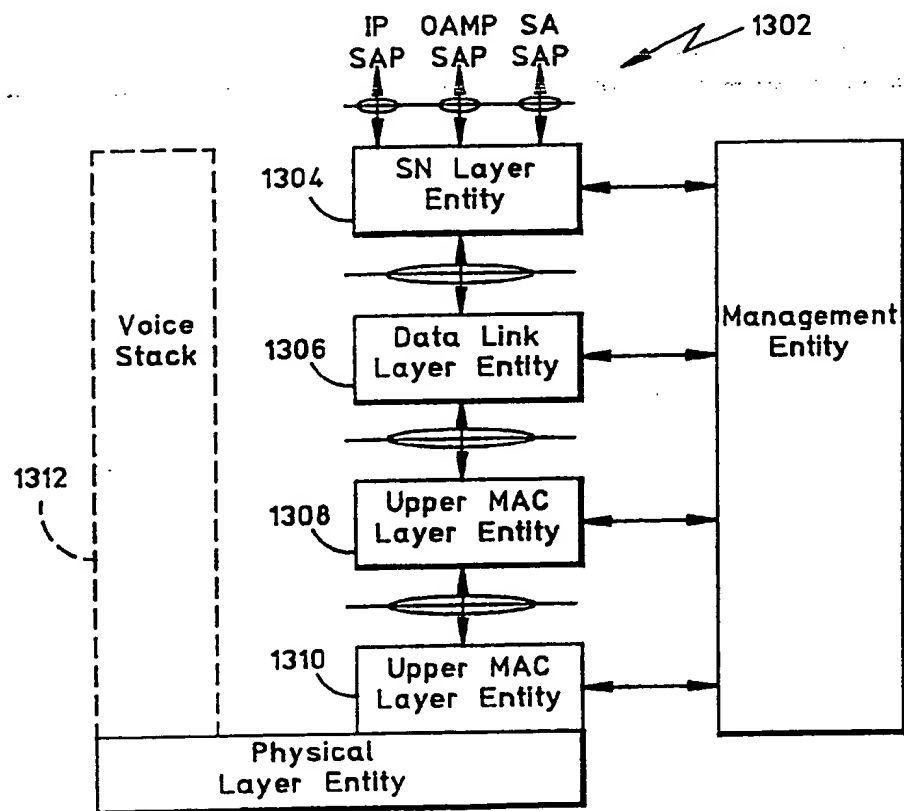 IP OAMP SA
SAP SAP SAP
1302
1304
SN Layer
Entity
Voice
Stack
1306
Data Link
Layer Entity
Management
Entity
1312
1308
Upper MAC
Layer Entity
1310
Upper MAC
Layer Entity
Physical
Layer Entity